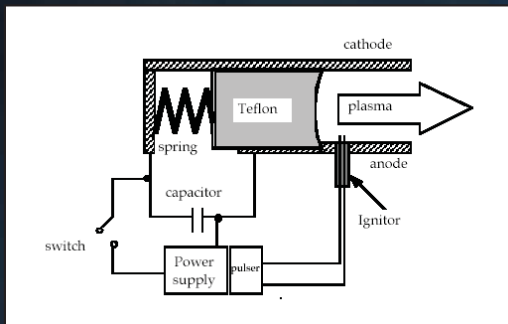 cathode
Teflon
plasma
spring
anode
capacitor
Ignitor
switch
Power
supply
pulser